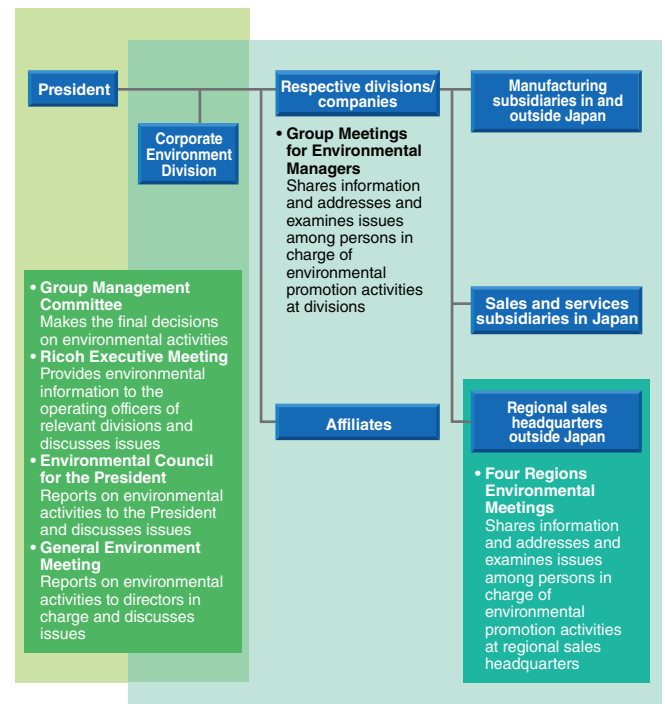 President
Corporate
Environment
Division
Respective divisions/
companies
• Group Meetings
for Environmental
Managers
Shares information
and addresses and
examines issues
among persons in
charge of
environmental
promotion activities
at divisions
Manufacturing
subsidiaries in and
outside Japan
Sales and services
subsidiaries in Japan
Affiliates
Regional sales
headquarters
outside Japan
• Group Management
Committee
Makes the final decisions
on environmental activities
• Ricoh Executive Meeting
Provides environmental
information to the
operating officers of
relevant divisions and
discusses issues
• Environmental Council
for the President
Reports on environmental
activities to the President
and discusses issues
• General Environment
Meeting
Reports on environmental
activities to directors in
charge and discusses
issues
• Four Regions
Environmental
Meetings
Shares information
and addresses and
examines issues
among persons in
charge of
environmental
promotion activities
at regional sales
headquarters